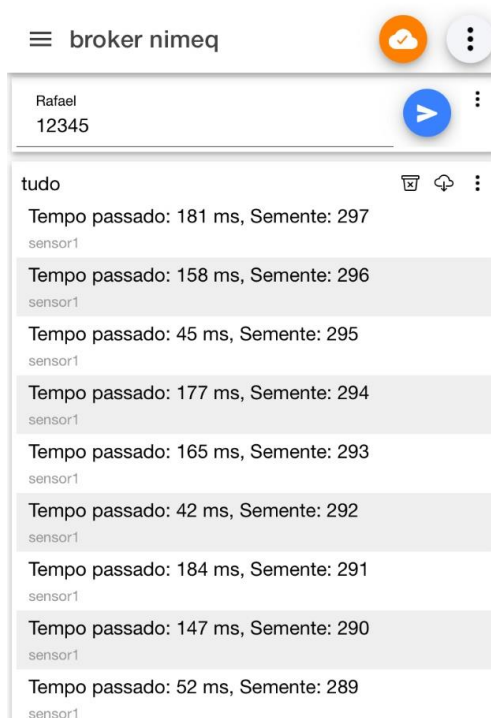 broker nimeq
Rafael
12345
tudo
Tempo passado: 181 ms, Semente: 297
sensor1
Tempo passado: 158 ms, Semente: 296
sensor1
Tempo passado: 45 ms, Semente: 295
sensor1
Tempo passado: 177 ms, Semente: 294
sensor1
Tempo passado: 165 ms, Semente: 293
sensor1
Tempo passado: 42 ms, Semente: 292
sensor1
Tempo passado: 184 ms, Semente: 291
sensor1
Tempo passado: 147 ms, Semente: 290
sensor1
Tempo passado: 52 ms, Semente: 289
sensor1